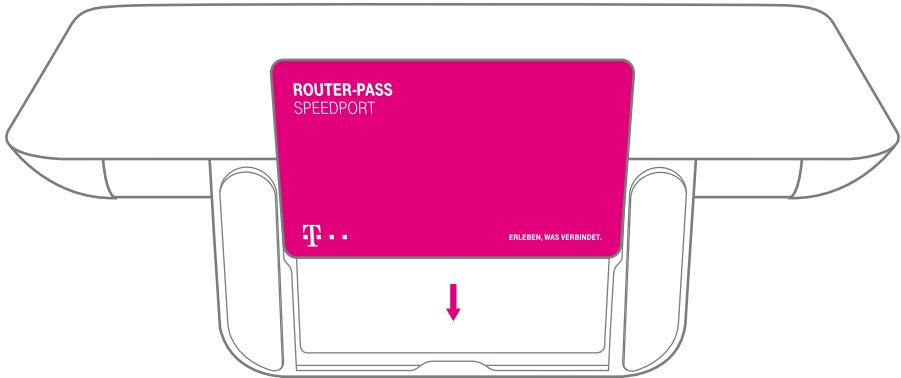 ROUTER-PASS
SPEEDPORT
T
ERLEBEN, WAS VERBINDET.